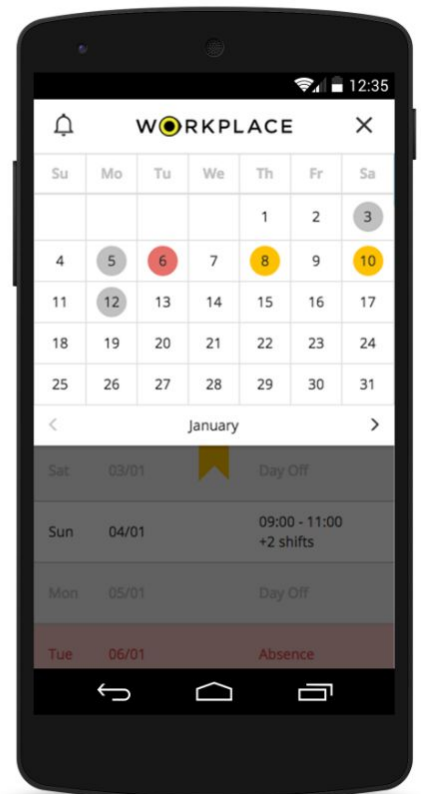 12:35
WORKPLACE
Su Mo Tu We Th Fr Sa
1 2 3
4 5 6 7 8 9 10
11 12 13 14 15 16 17
18 19 20 21 22 23 24
25 26 27 28 29 30 31
January
Sat 03/01 Day Off
Sun 04/01 09:00 - 11:00
+2 shifts
Mon 05/01 Day Off
Tue 06/01 Absence